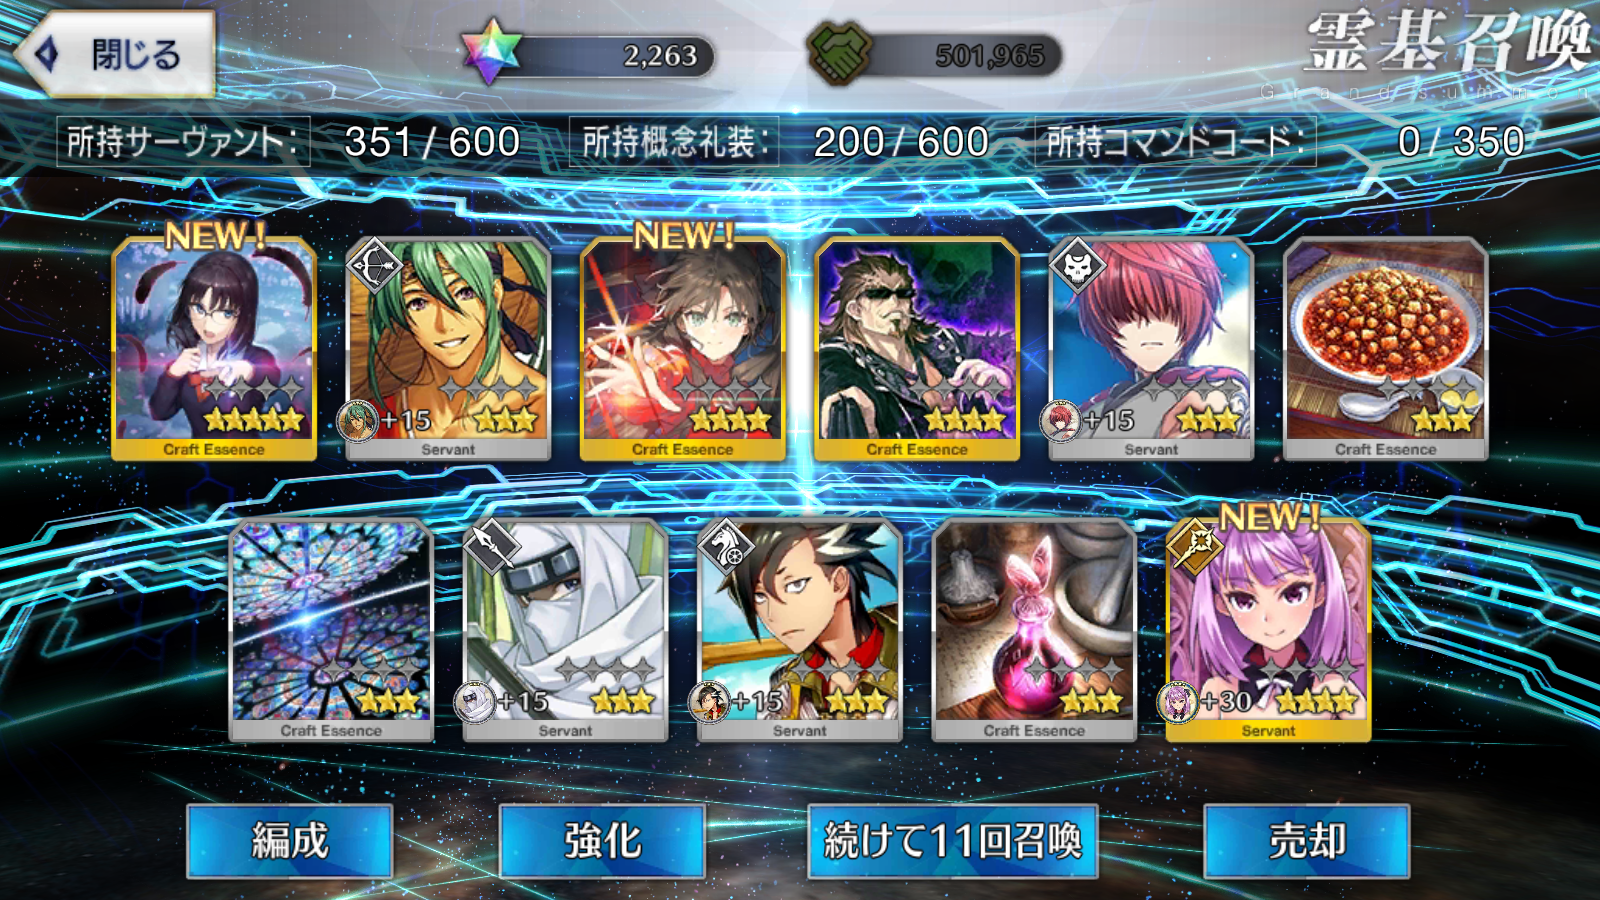 閉じる
2,263
501,965
霊基召喚
Grand summon
所持サーヴァント: 351/600
所持概念礼装: 200/600
所持コマンドコード: 0/350
NEW! NEW!
+15 +15
Craft Essence Servant Craft Essence Craft Essence Servant Craft Essence
NEW!
+15 +15 +30
Craft Essence Servant Servant Craft Essence Servant
編成 強化 続けて11回召喚 売却